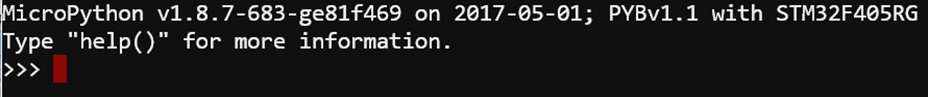 MicroPython v1.8.7-683-ge81f469 on 2017-05-01; PYBv1.1 with STM32F405RG
Type "help()" for more information.
>>>